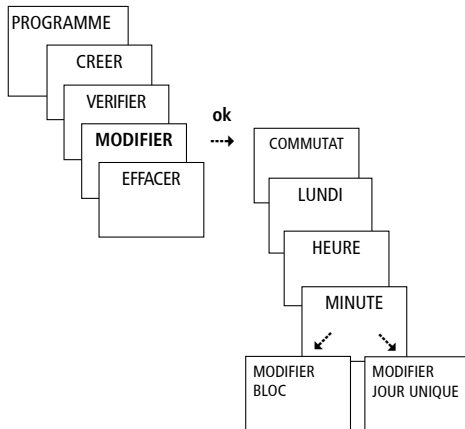 PROGRAMME
CREER
VERIFIER
MODIFIER
EFFACER
ok
COMMUTAT
LUNDI
HEURE
MINUTE
MODIFIER
BLOC
MODIFIER
JOUR UNIQUE